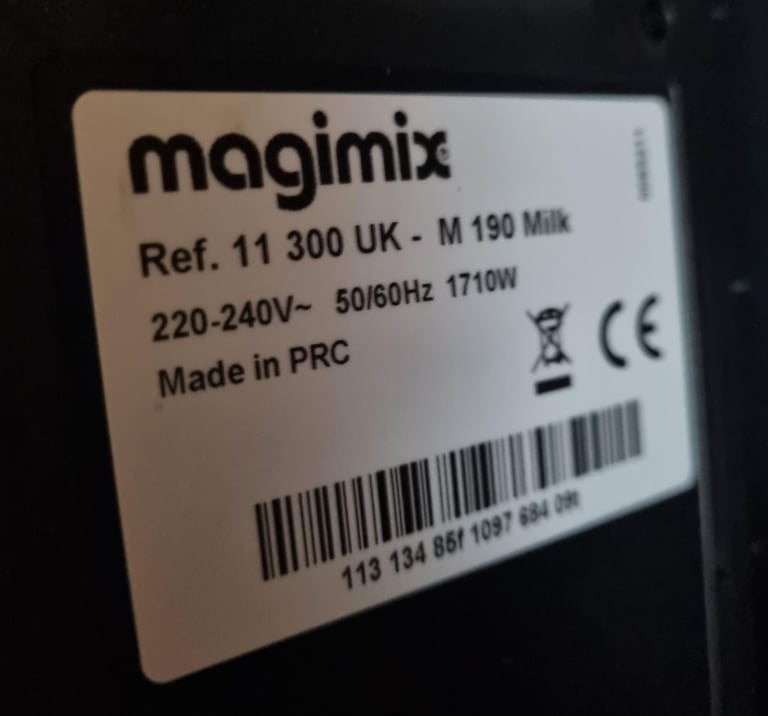 magimix®
Ref. 11 300 UK - M 190 Milk
220-240V~ 50/60Hz 1710W
Made in PRC
CE
113 134 85f 1097 684 09t